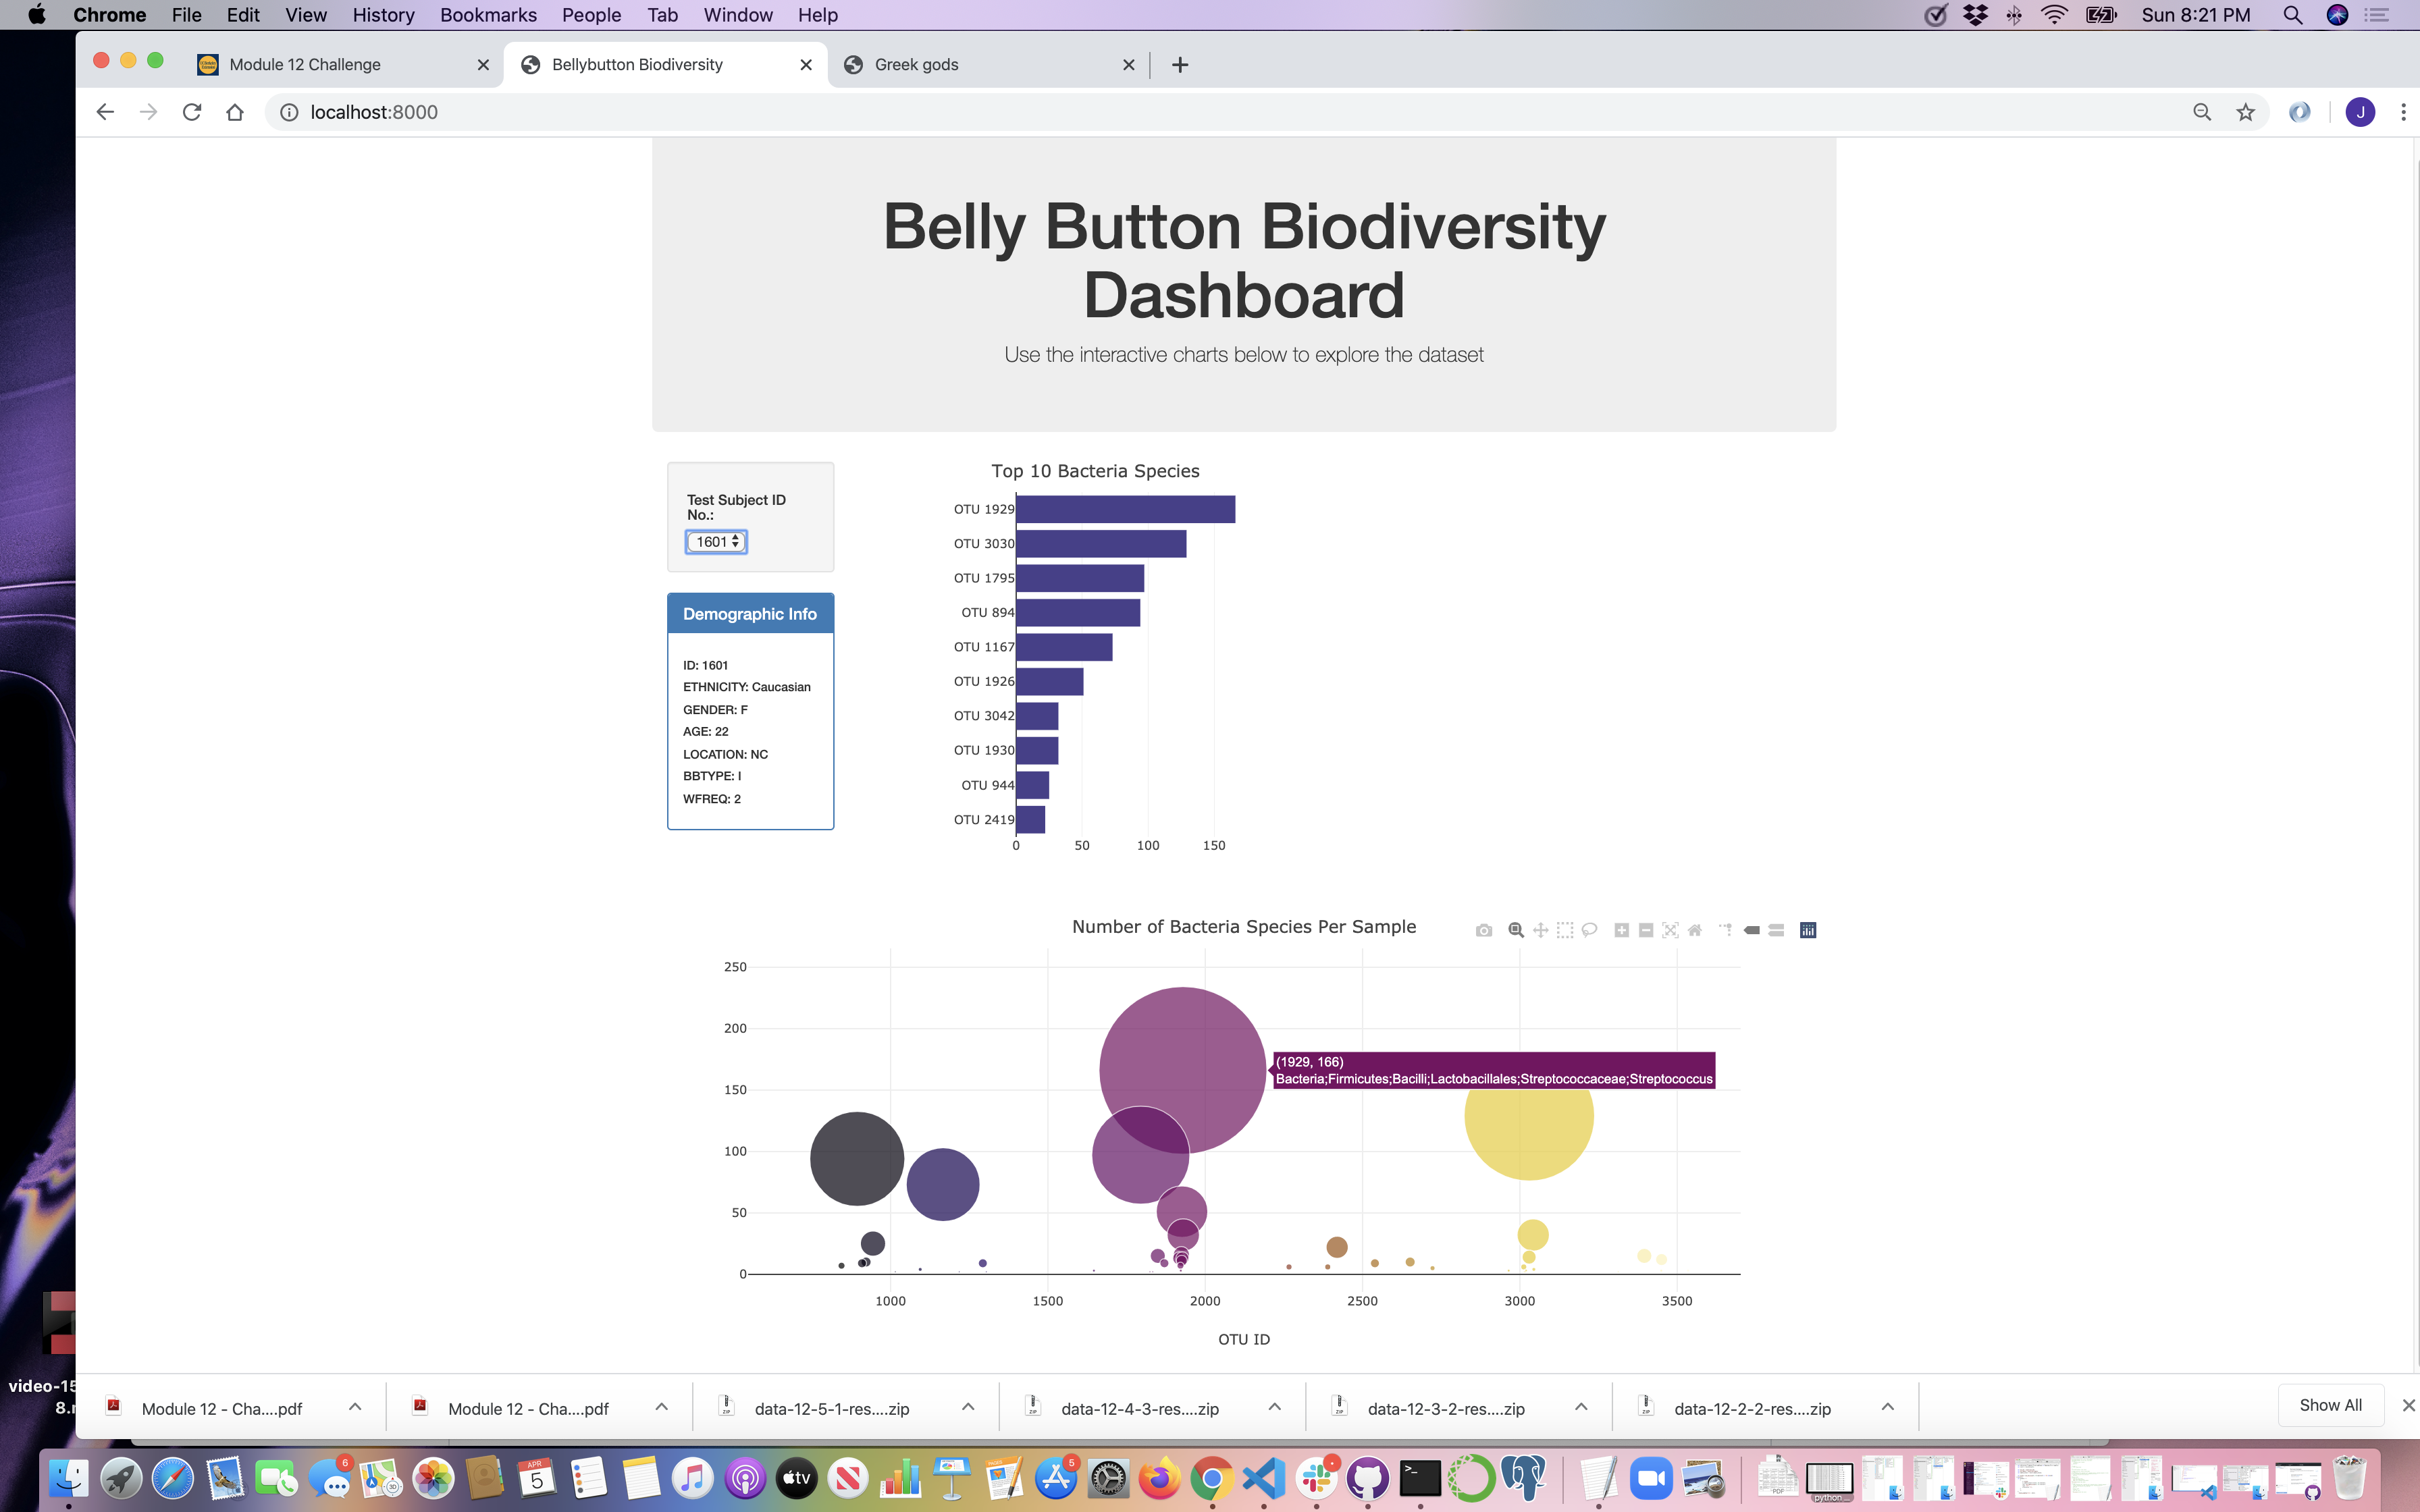 Chrome File Edit View History Bookmarks People Tab Window Help Sun 8:21 PM
Module 12 Challenge Bellybutton Biodiversity Greek gods
localhost:8000 J
Belly Button Biodiversity
Dashboard
Use the interactive charts below to explore the dataset
Test Subject ID
No.:
1601
Demographic Info
ID: 1601
ETHNICITY: Caucasian
GENDER: F
AGE: 22
LOCATION: NC
BBTYPE: I
WFREQ: 2
Top 10 Bacteria Species
OTU 1929
OTU 3030
OTU 1795
OTU 894
OTU 1167
OTU 1926
OTU 3042
OTU 1930
OTU 944
OTU 2419
0 50 100 150
Number of Bacteria Species Per Sample
250
200
150
100
50
0
(1929, 166)
Bacteria;Firmicutes;Bacilli;Lactobacillales;Streptococcaceae;Streptococcus
1000 1500 2000 2500 3000 3500
OTU ID
video-15
8.
Module 12 - Cha....pdf Module 12 - Cha....pdf data-12-5-1-res....zip data-12-4-3-res....zip data-12-3-2-res....zip data-12-2-2-res....zip Show All
6 APR 5 tv 5 PDF python